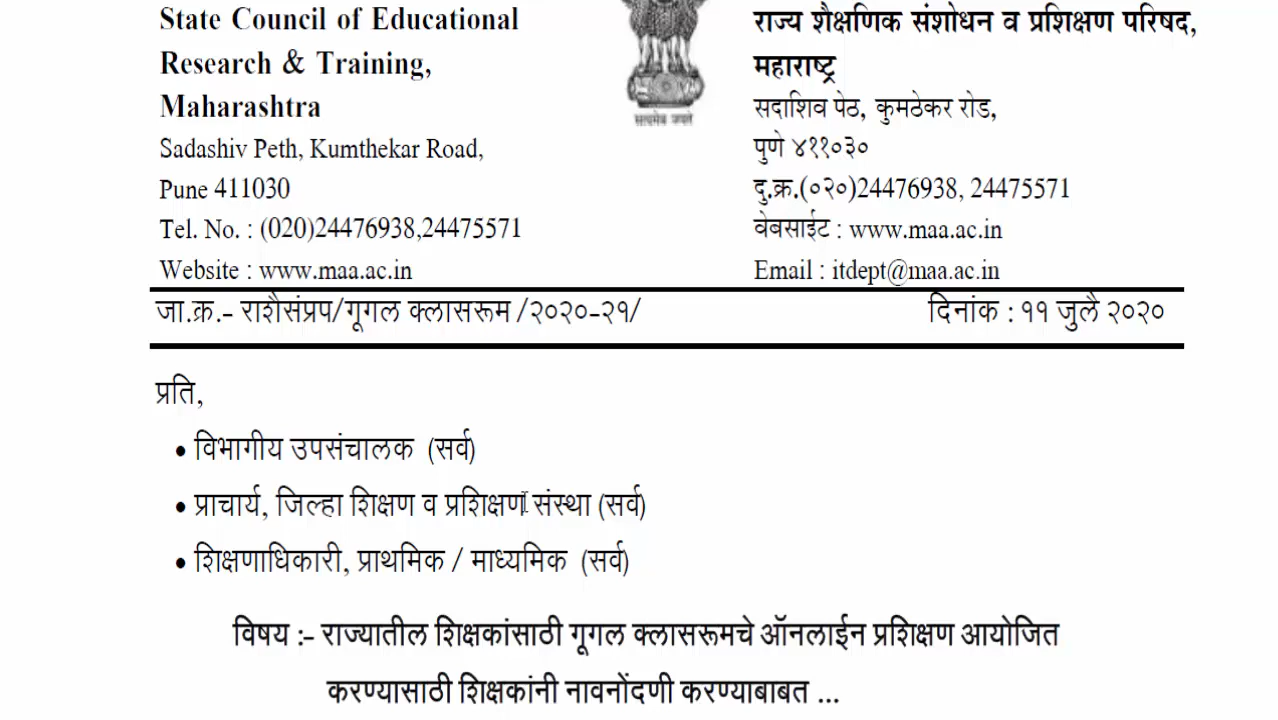 State Council of Educational
Research & Training,
Maharashtra
Sadashiv Peth, Kumthekar Road,
Pune 411030
Tel. No. : (020)24476938,24475571
Website : www.maa.ac.in
सत्यमेव जयते
राज्य शैक्षणिक संशोधन व प्रशिक्षण परिषद,
महाराष्ट्र
सदाशिव पेठ, कुमठेकर रोड,
पुणे ४११०३०
दु.क्र.(०२०)24476938, 24475571
वेबसाईट : www.maa.ac.in
Email : itdept@maa.ac.in
जा.क्र.- राशैसंप्रप/गूगल क्लासरूम /२०२०-२१/ दिनांक : ११ जुलै २०२०
प्रति,
• विभागीय उपसंचालक (सर्व)
• प्राचार्य, जिल्हा शिक्षण व प्रशिक्षण संस्था (सर्व)
• शिक्षणाधिकारी, प्राथमिक / माध्यमिक (सर्व)
विषय :- राज्यातील शिक्षकांसाठी गूगल क्लासरूमचे ऑनलाईन प्रशिक्षण आयोजित
करण्यासाठी शिक्षकांनी नावनोंदणी करण्याबाबत ...